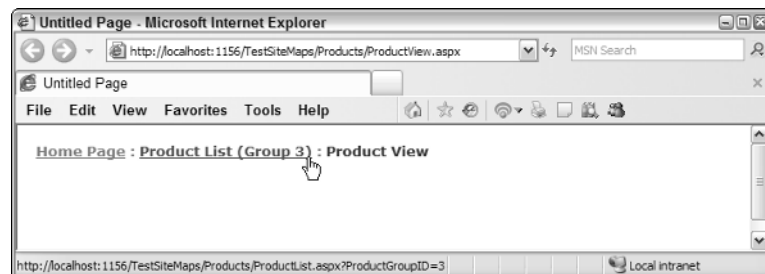 Untitled Page - Microsoft Internet Explorer
http://localhost:1156/TestSiteMaps/Products/ProductView.aspx MSN Search
Untitled Page
File Edit View Favorites Tools Help
Home Page : Product List (Group 3) : Product View
http://localhost:1156/TestSiteMaps/Products/ProductList.aspx?ProductGroupID=3 Local intranet